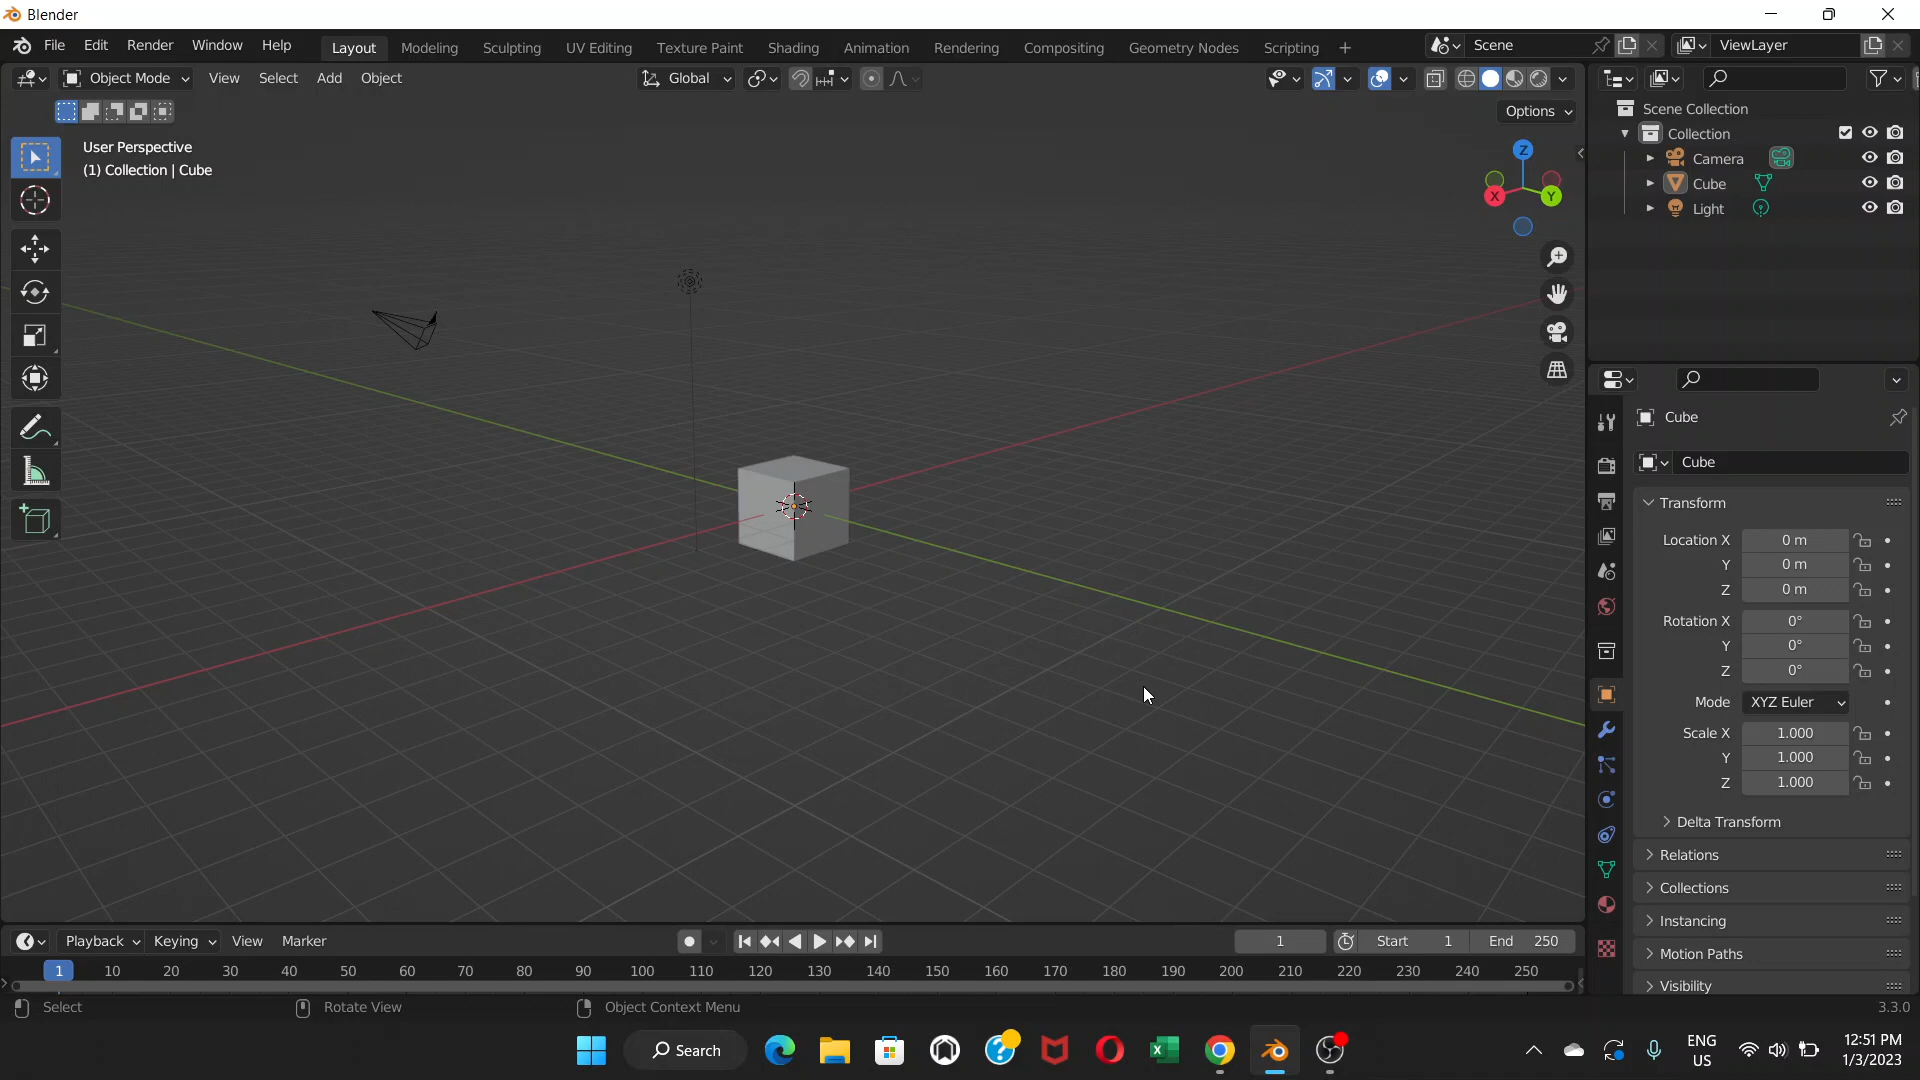 Blender
File Edit Render Window Help Layout Modeling Sculpting UV Editing Texture Paint Shading Animation Rendering Compositing Geometry Nodes Scripting + Scene ViewLayer
Object Mode View Select Add Object Global
Options
User Perspective
(1) Collection | Cube
Z
X Y
Scene Collection
Collection
Camera
Cube
Light
Cube
Cube
Transform
Location X 0 m
Y 0 m
Z 0 m
Rotation X 0°
Y 0°
Z 0°
Mode XYZ Euler
Scale X 1.000
Y 1.000
Z 1.000
Delta Transform
Relations
Collections
Instancing
Motion Paths
Visibility
Playback Keying View Marker 1 Start 1 End 250
1 10 20 30 40 50 60 70 80 90 100 110 120 130 140 150 160 170 180 190 200 210 220 230 240 250
Select Rotate View Object Context Menu 3.3.0
Search
ENG
US
12:51 PM
1/3/2023